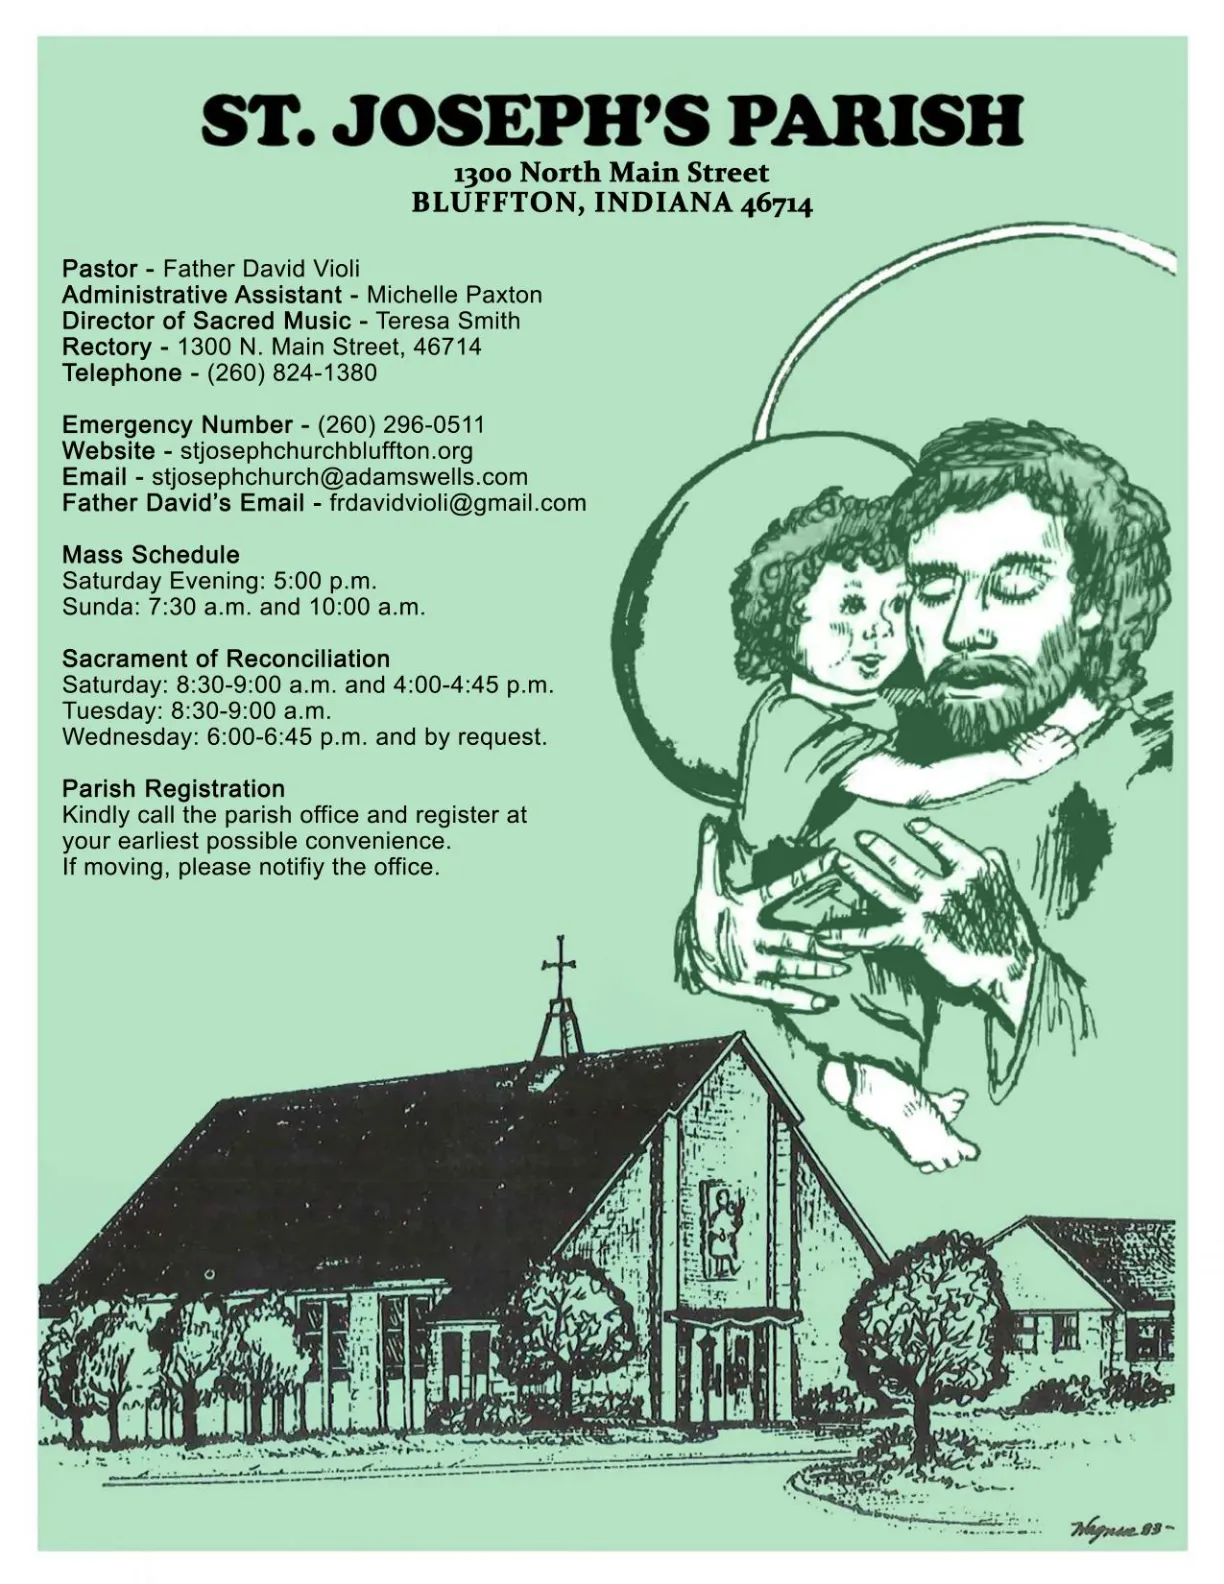 ST. JOSEPH'S PARISH
1300 North Main Street
BLUFFTON, INDIANA 46714
Pastor - Father David Violi
Administrative Assistant - Michelle Paxton
Director of Sacred Music - Teresa Smith
Rectory - 1300 N. Main Street, 46714
Telephone - (260) 824-1380
Emergency Number - (260) 296-0511
Website - stjosephchurchbluffton.org
Email - stjosephchurch@adamswells.com
Father David's Email - frdavidvioli@gmail.com
Mass Schedule
Saturday Evening: 5:00 p.m.
Sunda: 7:30 a.m. and 10:00 a.m.
Sacrament of Reconciliation
Saturday: 8:30-9:00 a.m. and 4:00-4:45 p.m.
Tuesday: 8:30-9:00 a.m.
Wednesday: 6:00-6:45 p.m. and by request.
Parish Registration
Kindly call the parish office and register at
your earliest possible convenience.
If moving, please notifiy the office.
83-